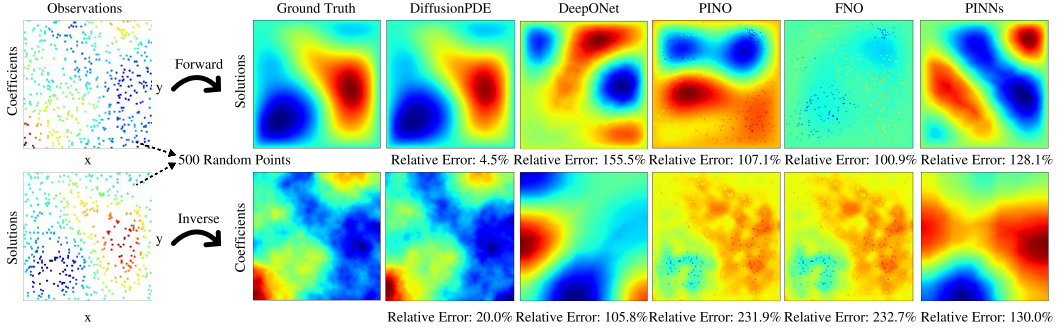 Observations
Ground Truth
DiffusionPDE
DeepONet
PINO
FNO
PINNs
Coefficients
y
x
Forward
Solutions
500 Random Points
Relative Error: 4.5%
Relative Error: 155.5%
Relative Error: 107.1%
Relative Error: 100.9%
Relative Error: 128.1%
Solutions
y
x
Inverse
Coefficients
Relative Error: 20.0%
Relative Error: 105.8%
Relative Error: 231.9%
Relative Error: 232.7%
Relative Error: 130.0%